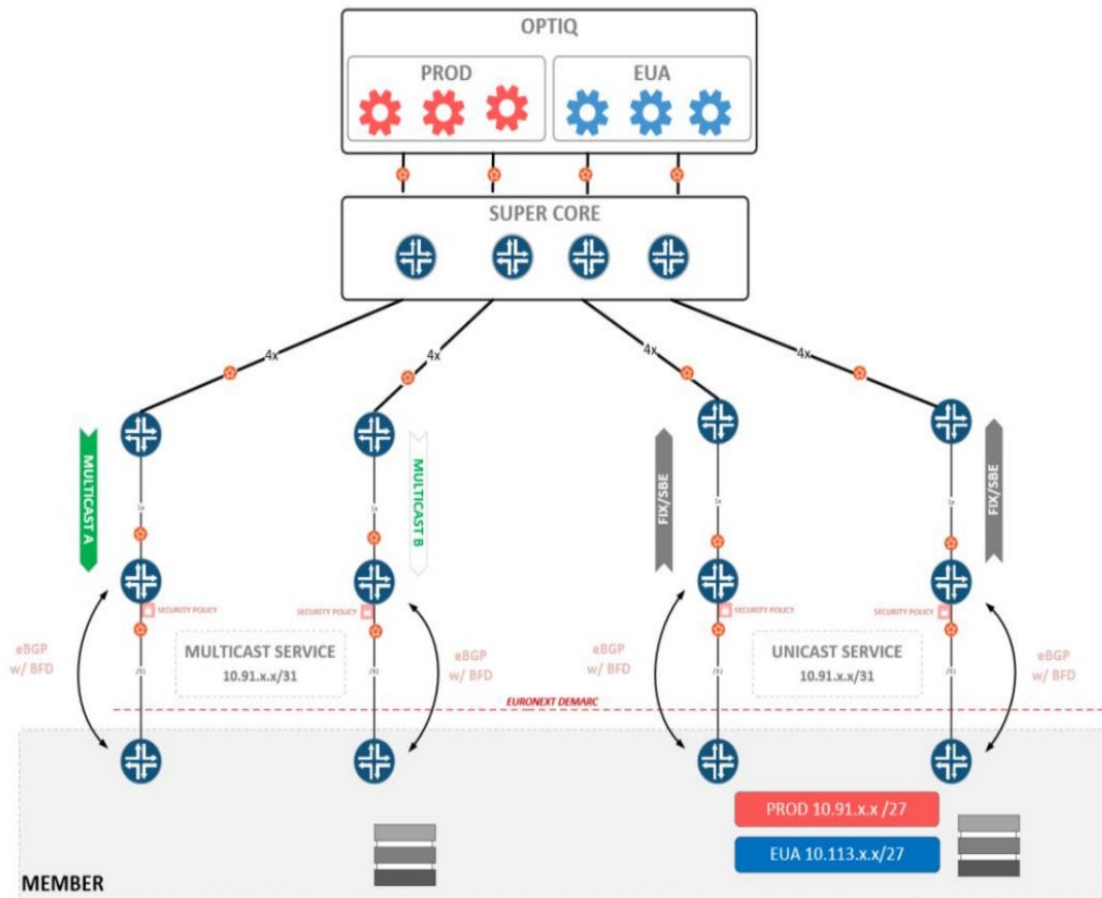 OPTIQ
PROD
EUA
SUPER CORE
4x
4x
4x
4x
MULTICAST A
MULTICAST B
FIX/SBE
FIX/SBE
SECURITY POLICY
SECURITY POLICY
SECURITY POLICY
SECURITY POLICY
eBGP
w/ BFD
MULTICAST SERVICE
10.91.x.x/31
eBGP
w/ BFD
eBGP
w/ BFD
UNICAST SERVICE
10.91.x.x/31
eBGP
w/ BFD
EURONEXT DEMARC
PROD 10.91.x.x /27
EUA 10.113.x.x/27
MEMBER